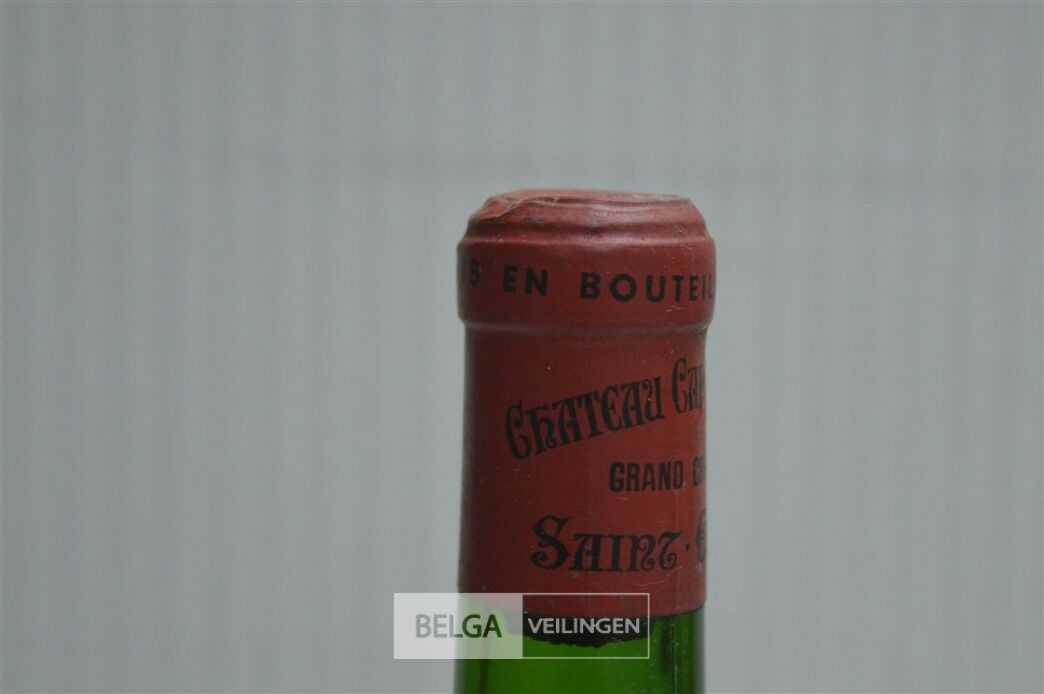 EN BOUTEIL
CHATEAU CA
GRAND
SAINT-
BELGA VEILINGEN